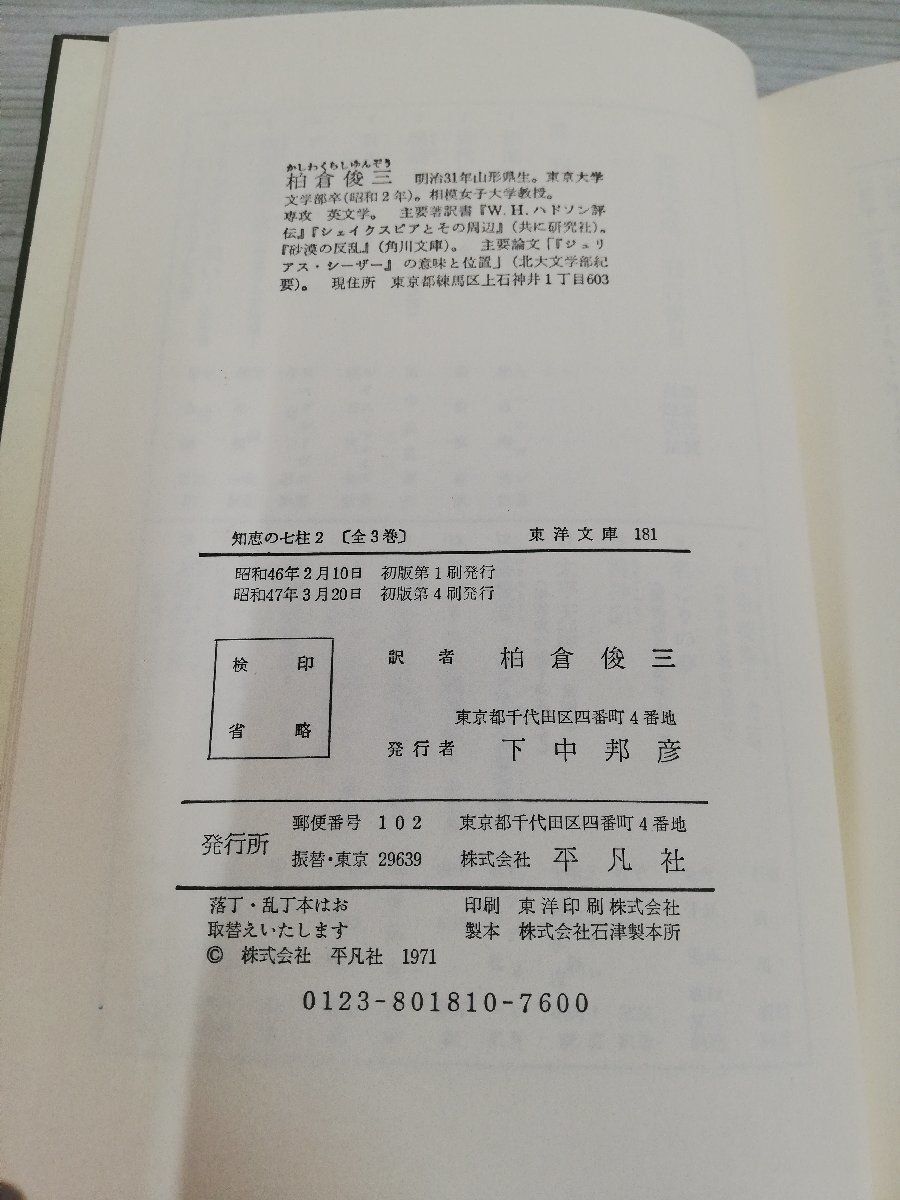 かしわくらしゆんぞう
柏倉俊三　明治31年山形県生。東京大学
文学部卒(昭和2年)。相模女子大学教授。
専攻　英文学。　主要著訳書『W.H.ハドソン評
伝』『シェイクスピアとその周辺』(共に研究社)。
『砂漠の反乱』(角川文庫)。　主要論文「『ジュリ
アス・シーザー』の意味と位置」(北大文学部紀
要)。　現住所　東京都練馬区上石神井1丁目603
知恵の七柱2〔全3巻〕　東洋文庫 181
昭和46年2月10日　初版第1刷発行
昭和47年3月20日　初版第4刷発行
検印
省略
訳者　柏倉俊三
東京都千代田区四番町4番地
発行者　下中邦彦
発行所
郵便番号 102　東京都千代田区四番町4番地
振替・東京 29639　株式会社 平凡社
落丁・乱丁本はお
取替えいたします
© 株式会社 平凡社 1971
印刷　東洋印刷株式会社
製本　株式会社石津製本所
0123-801810-7600